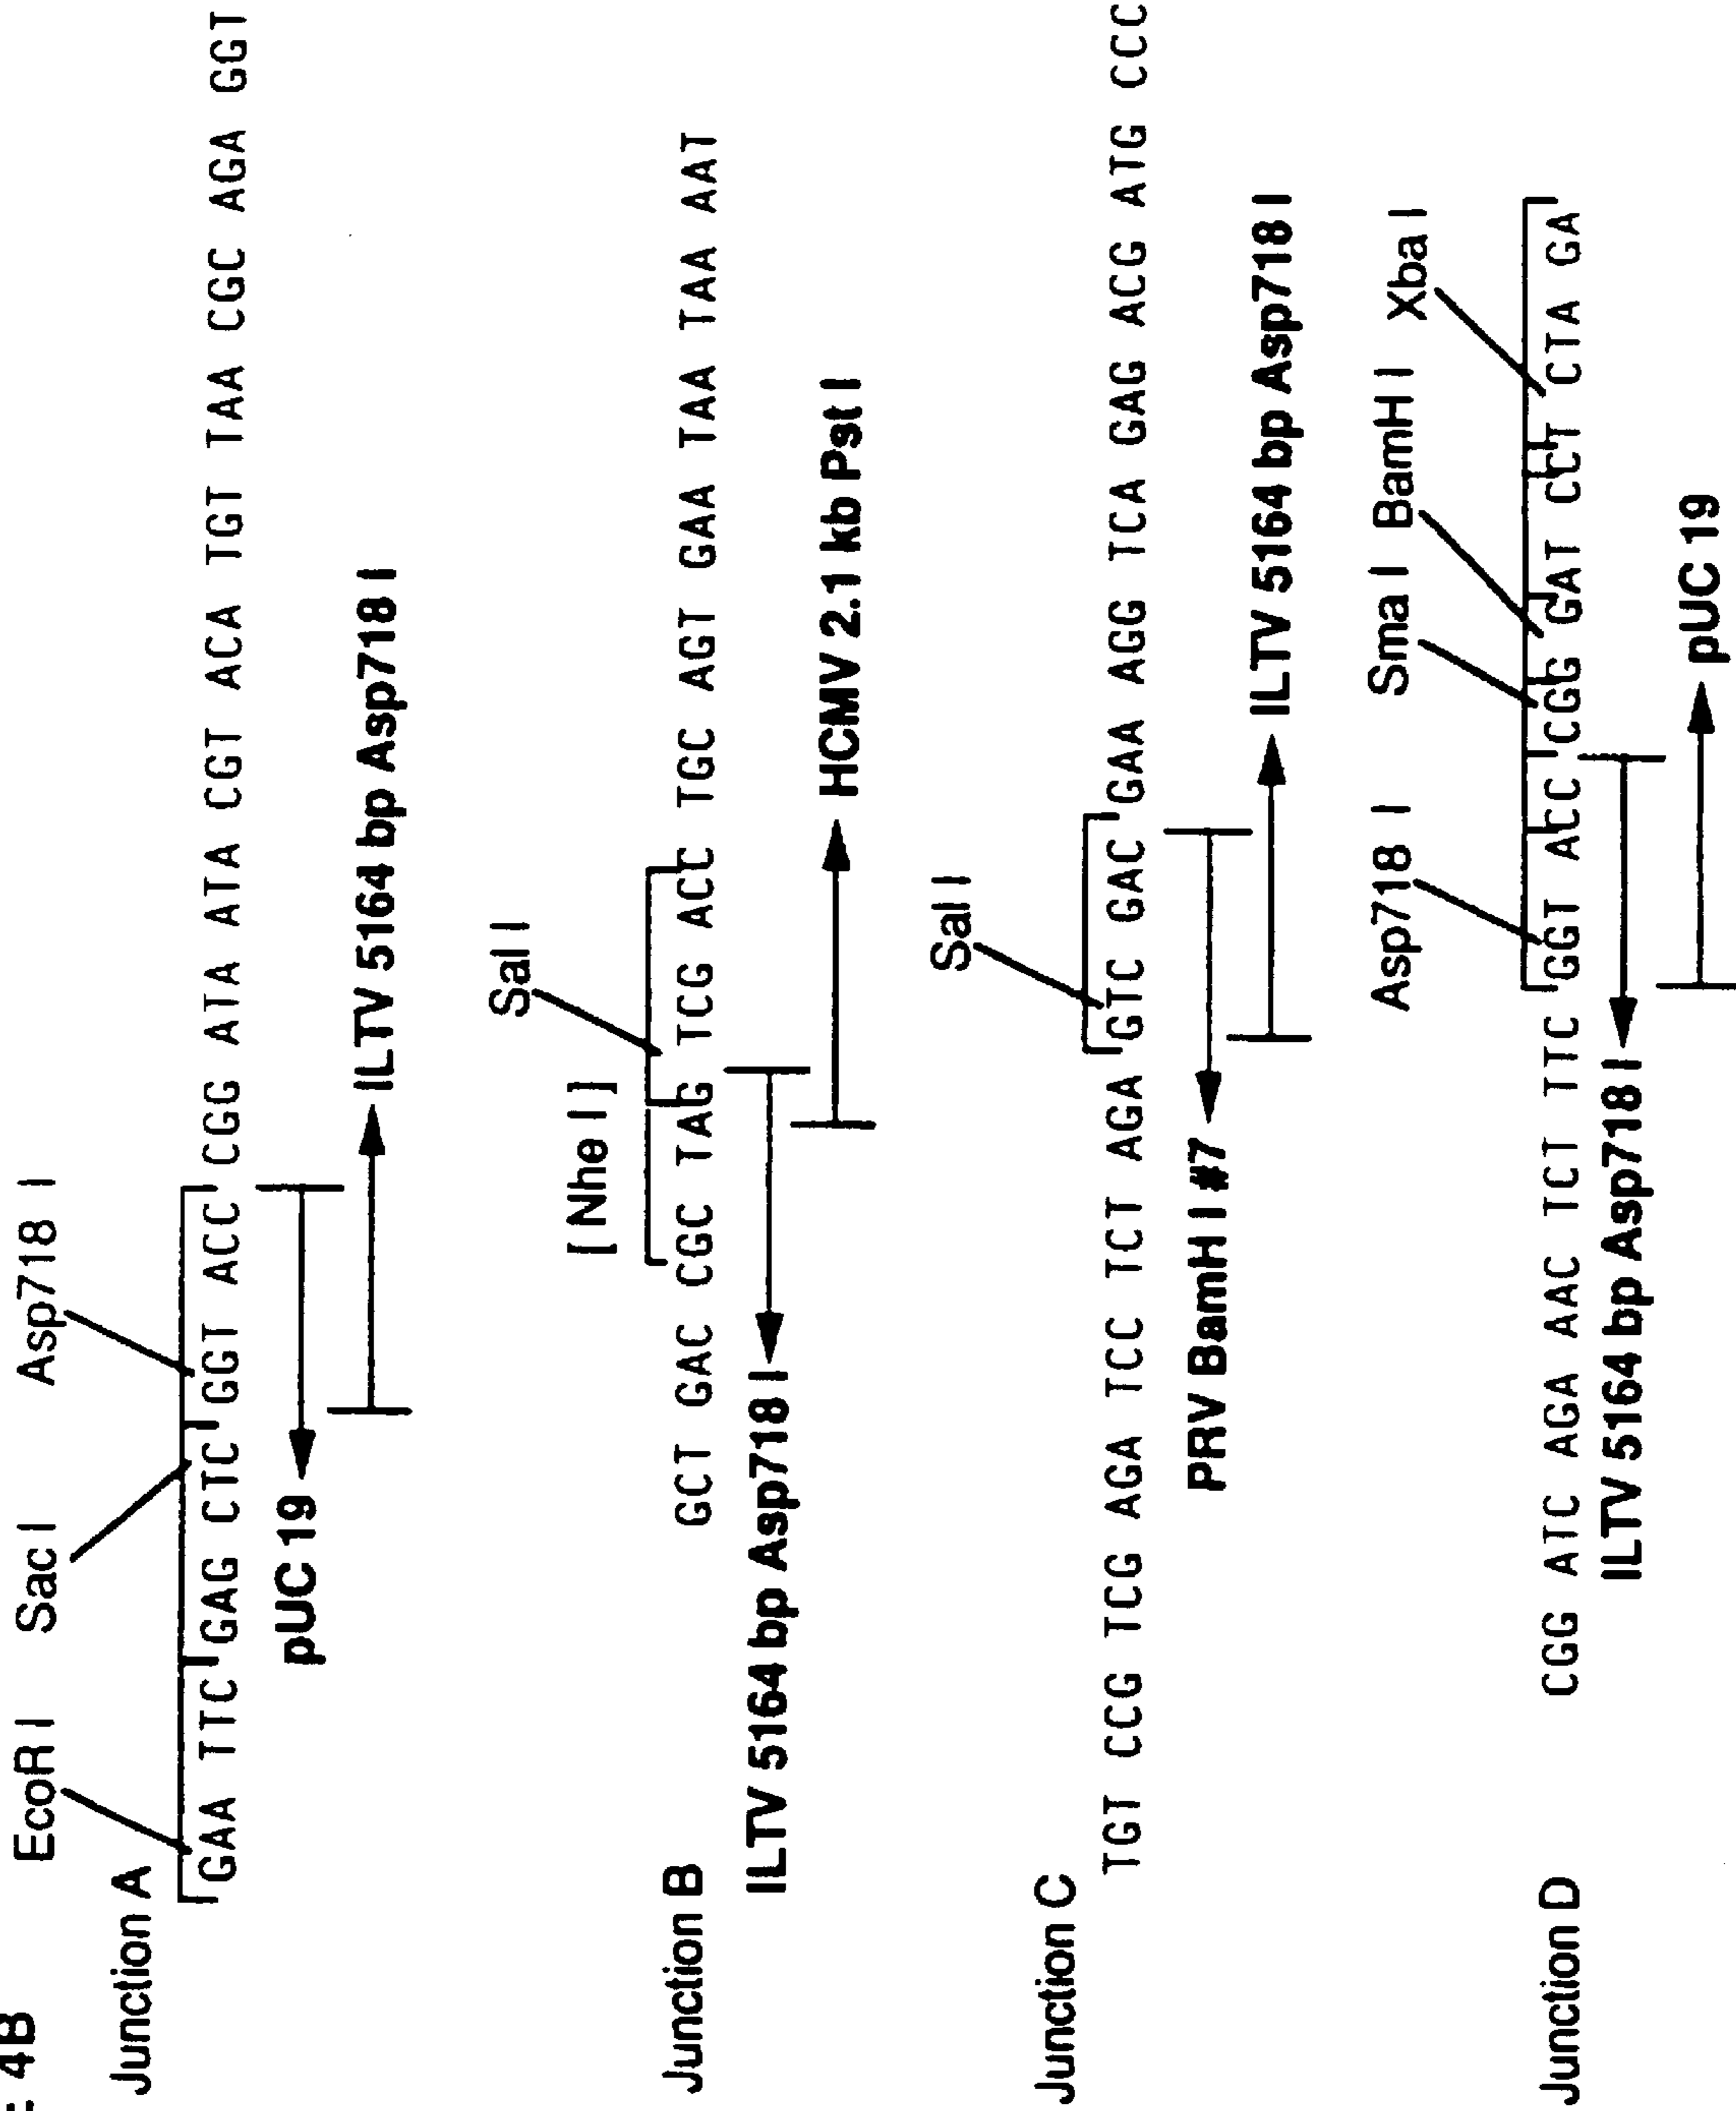 4B
EcoR I Sac I Asp718 I
Junction A
GAA TTC GAG CTC GGT ACC CGG ATA ATA CGT ACA TGT TAA CGC AGA GGT
pUC 19
ILTV 5164 bp Asp718 I
[Nhe I] Sal I
Junction B
GCT GAC CGC TAG TCG ACC TGC AGT GAA TAA TAA AAT
ILTV 5164 bp Asp718 I
HCMV 2.1 kb Pst I
Sal I
Junction C
TGT CCG TCG AGA TCC TCT AGA GTC GAC GAA AGG TCA GAG ACG ATG CCC
PRV BamH I #7
ILTV 5164 bp Asp718 I
Asp718 I Sma I BamH I Xba I
Junction D
CGG ATC AGA AAC TCT TTC GGT ACC CGG GAT CCT CTA GA
ILTV 5164 bp Asp718 I
pUC 19